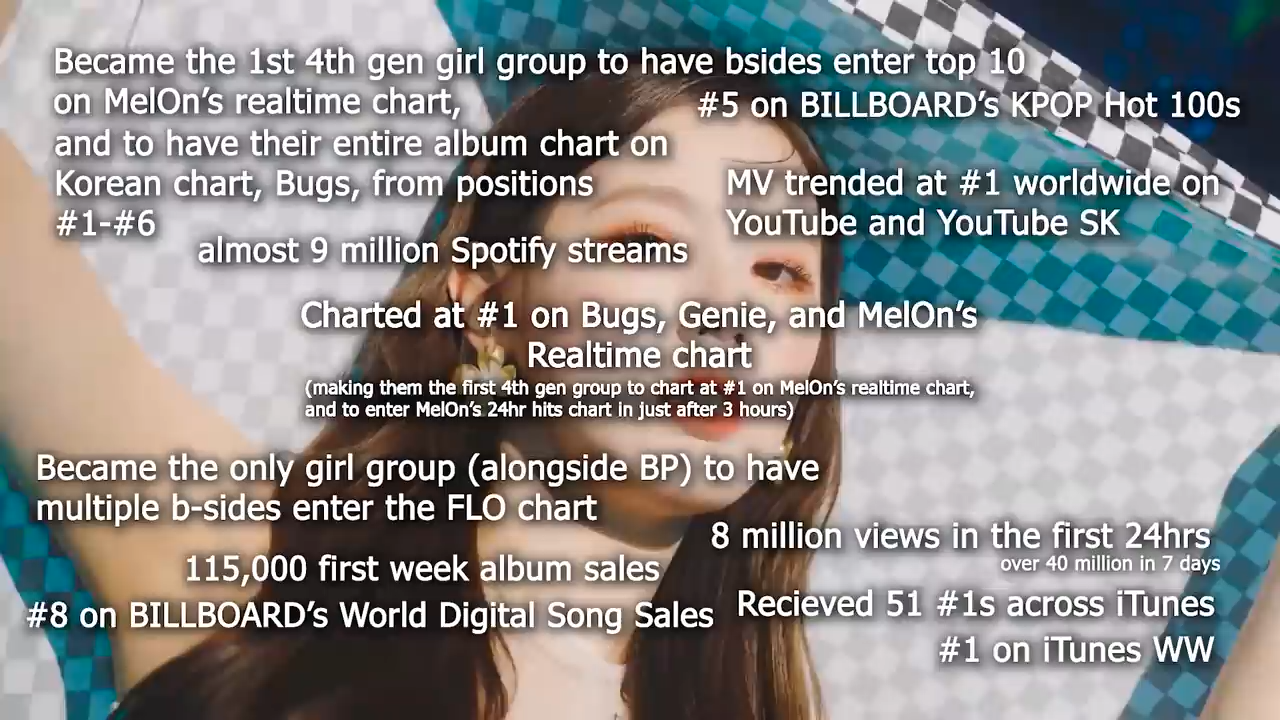 Became the 1st 4th gen girl group to have bsides enter top 10
on MelOn’s realtime chart,
and to have their entire album chart on
Korean chart, Bugs, from positions
#1-#6
#5 on BILLBOARD’s KPOP Hot 100s
MV trended at #1 worldwide on
YouTube and YouTube SK
almost 9 million Spotify streams
Charted at #1 on Bugs, Genie, and MelOn’s
Realtime chart
(making them the first 4th gen group to chart at #1 on MelOn’s realtime chart,
and to enter MelOn’s 24hr hits chart in just after 3 hours)
Became the only girl group (alongside BP) to have
multiple b-sides enter the FLO chart
8 million views in the first 24hrs
over 40 million in 7 days
115,000 first week album sales
Recieved 51 #1s across iTunes
#8 on BILLBOARD’s World Digital Song Sales
#1 on iTunes WW